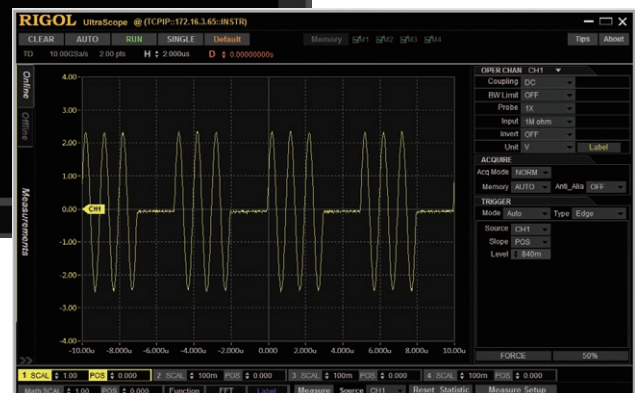 RIGOL UltraScope @ (TCPIP::172.16.3.65::INSTR)
CLEAR AUTO RUN SINGLE Default Memory M1 M2 M3 M4 Tips About
TD 10.00GSa/s 2.00 pts H 2.000us D 0.00000000s
Online
Offline
Measurements
4.00
3.00
2.00
1.00
0.00
CH1
-1.00
-2.00
-3.00
-4.00
-10.00u -8.000u -6.000u -4.000u -2.000u 0.000 2.000u 4.000u 6.000u 8.000u 10.00u
OPER CHAN CH1
Coupling DC
BW Limit OFF
Probe 1X
Input 1M ohm
Invert OFF
Unit V Label
ACQUIRE
Acq Mode NORM
Memory AUTO Anti_Alia OFF
TRIGGER
Mode Auto Type Edge
Source CH1
Slope POS
Level 840m
FORCE 50%
1 SCAL 1.00 POS 0.000 2 SCAL 100m POS 0.000 3 SCAL 100m POS 0.000 4 SCAL 100m POS 0.000
Math SCAL 1.00 POS 0.000 Function FFT Label Measure Source CH1 Reset Statistic Measure Setup